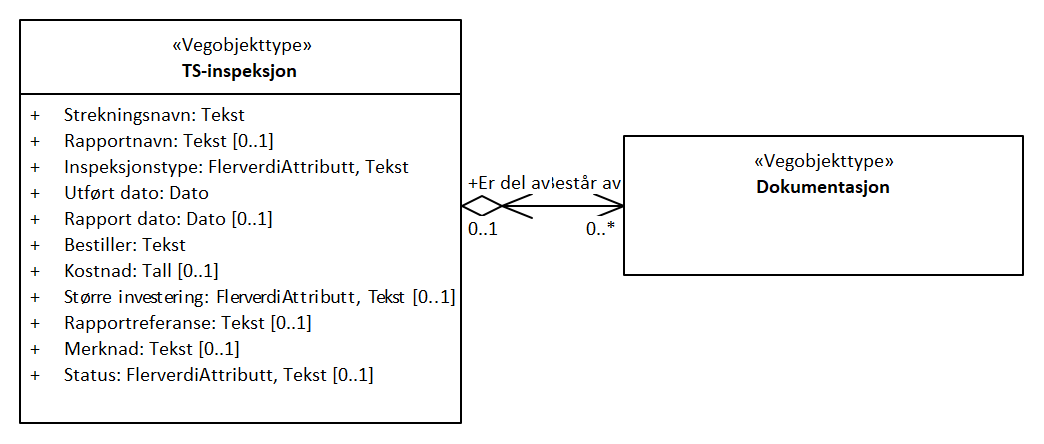 «Vegobjekttype»
TS-inspeksjon
+ Strekningsnavn: Tekst
+ Rapportnavn: Tekst [0..1]
+ Inspeksjonstype: FlerverdiAttributt, Tekst
+ Utført dato: Dato
+ Rapport dato: Dato [0..1]
+ Bestiller: Tekst
+ Kostnad: Tall [0..1]
+ Større investering: FlerverdiAttributt, Tekst [0..1]
+ Rapportreferanse: Tekst [0..1]
+ Merknad: Tekst [0..1]
+ Status: FlerverdiAttributt, Tekst [0..1]
+Er del av
består av
0..1
0..*
«Vegobjekttype»
Dokumentasjon